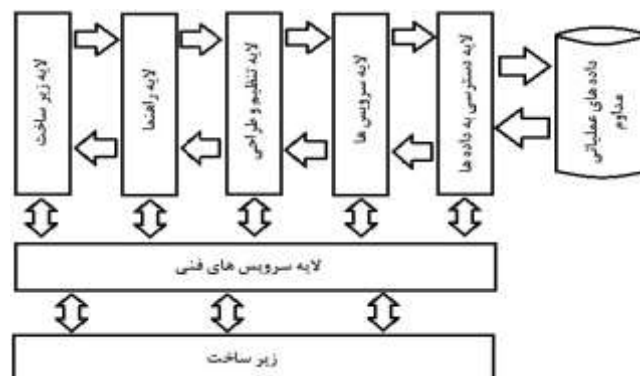 لایه زیر ساخت
لایه راهنما
لایه تنظیم و طراحی
لایه سرویس ها
لایه دسترسی به داده ها
داده های عملیاتی
مداوم
لایه سرویس های فنی
زیر ساخت